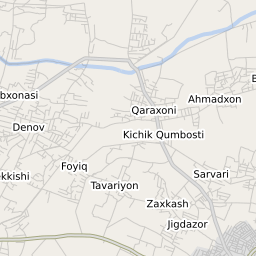 Qaraxoni
Ahmadxon
bxonasi
Denov
Kichik Qumbosti
Foyiq
Sarvari
kkishi
Tavariyon
Zaxkash
Jigdazor